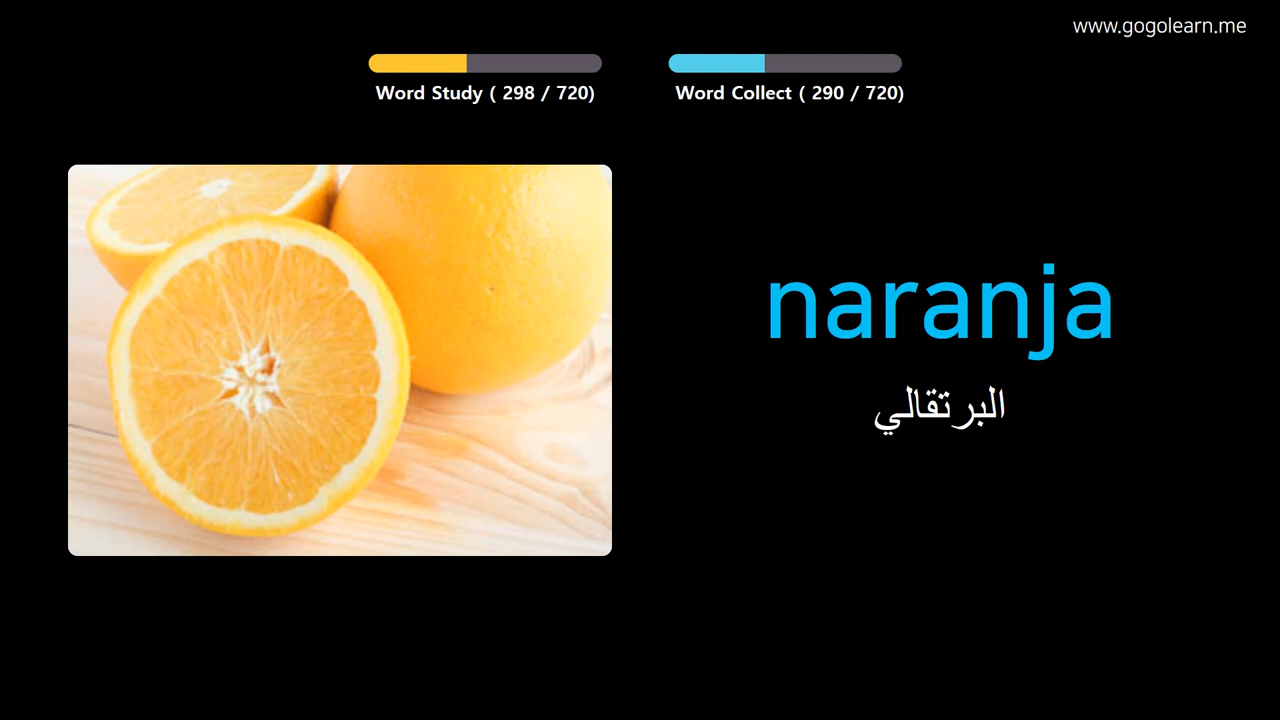 www.gogolearn.me
Word Study ( 298 / 720)
Word Collect ( 290 / 720)
naranja
البرتقالي